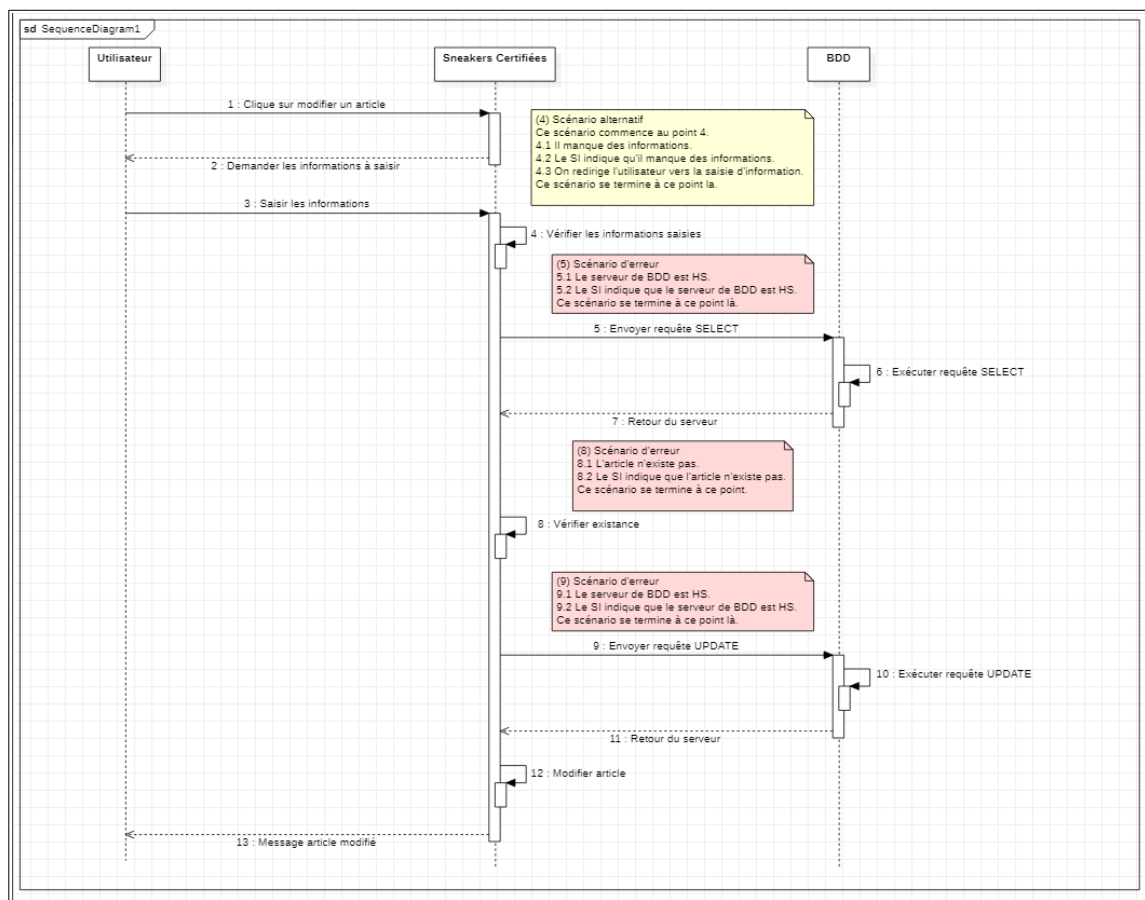 sd SequenceDiagram1
Utilisateur
Sneakers Certifiées
BDD
1 : Clique sur modifier un article
(4) Scénario alternatif
Ce scénario commence au point 4.
4.1 Il manque des informations.
4.2 Le SI indique qu'il manque des informations.
4.3 On redirige l'utilisateur vers la saisie d'information.
Ce scénario se termine à ce point la.
2 : Demander les informations à saisir
3 : Saisir les informations
4 : Vérifier les informations saisies
(5) Scénario d'erreur
5.1 Le serveur de BDD est HS.
5.2 Le SI indique que le serveur de BDD est HS.
Ce scénario se termine à ce point là.
5 : Envoyer requête SELECT
6 : Exécuter requête SELECT
7 : Retour du serveur
(8) Scénario d'erreur
8.1 L'article n'existe pas.
8.2 Le SI indique que l'article n'existe pas.
Ce scénario se termine à ce point.
8 : Vérifier existance
(9) Scénario d'erreur
9.1 Le serveur de BDD est HS.
9.2 Le SI indique que le serveur de BDD est HS.
Ce scénario se termine à ce point là.
9 : Envoyer requête UPDATE
10 : Exécuter requête UPDATE
11 : Retour du serveur
12 : Modifier article
13 : Message article modifié